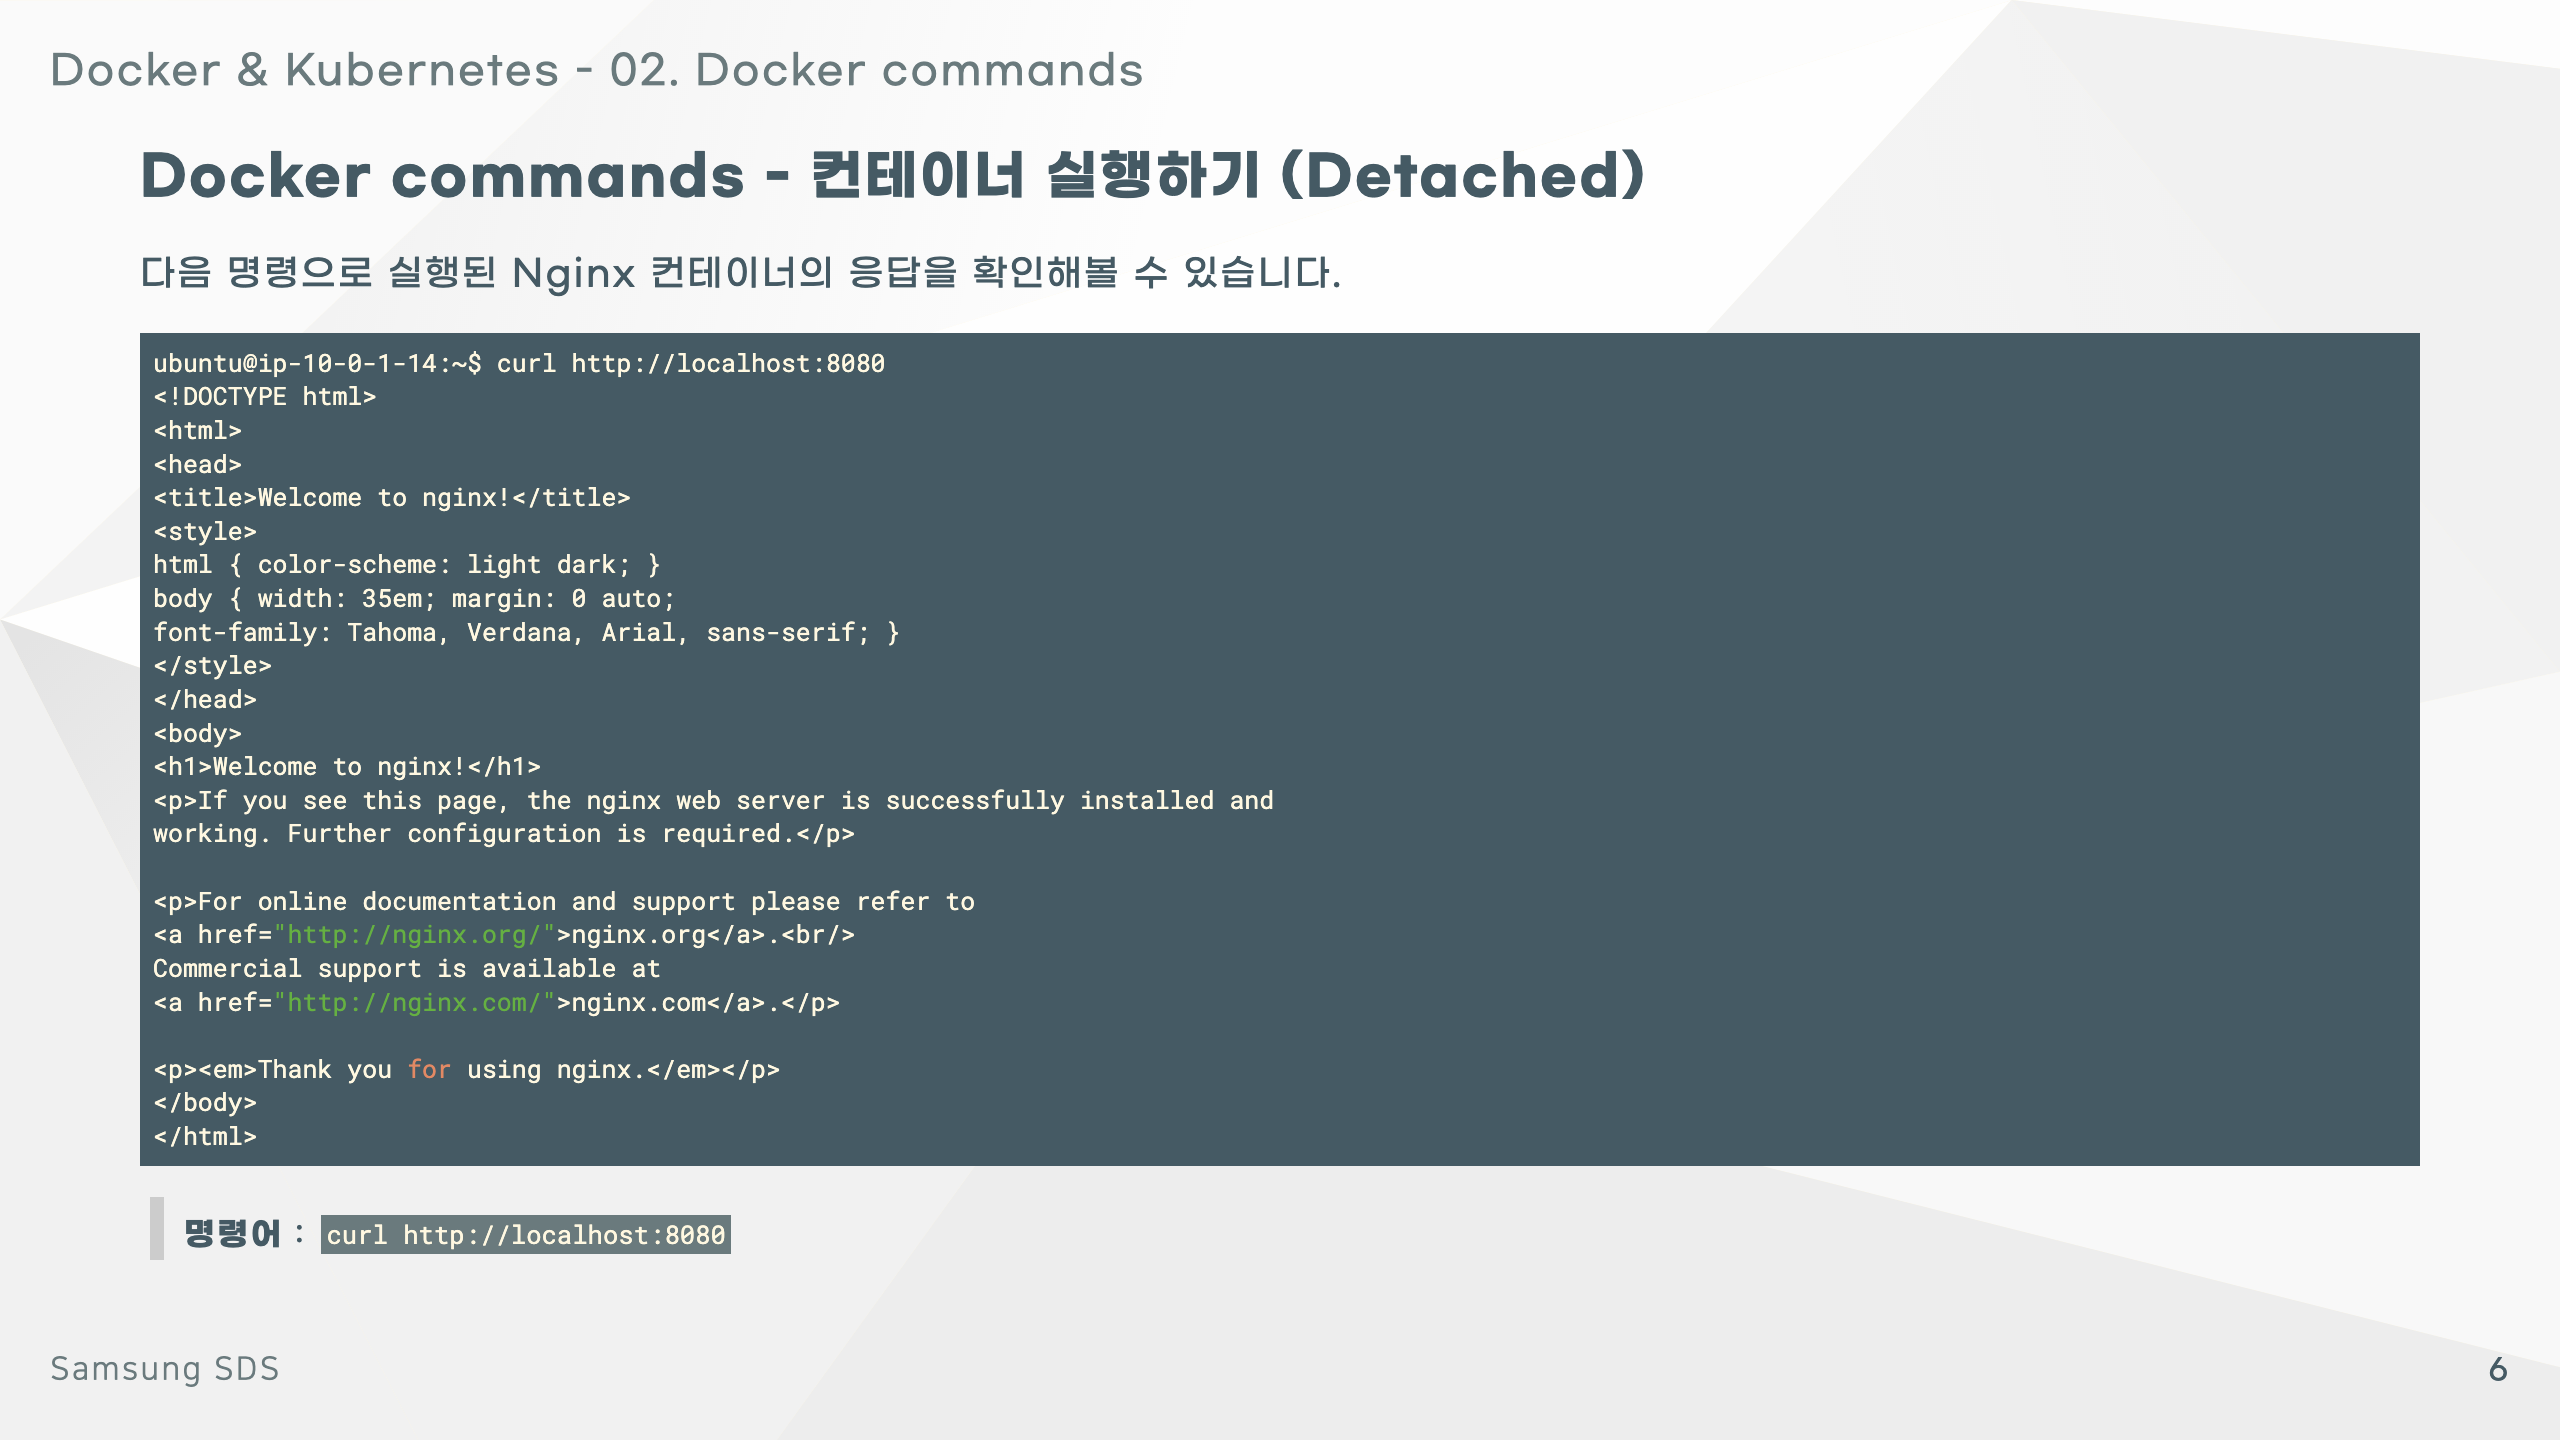 Docker & Kubernetes - 02. Docker commands
Docker commands - 컨테이너 실행하기 (Detached)
다음 명령으로 실행된 Nginx 컨테이너의 응답을 확인해볼 수 있습니다.
ubuntu@ip-10-0-1-14:~$ curl http://localhost:8080
<!DOCTYPE html>
<html>
<head>
<title>Welcome to nginx!</title>
<style>
html { color-scheme: light dark; }
body { width: 35em; margin: 0 auto;
font-family: Tahoma, Verdana, Arial, sans-serif; }
</style>
</head>
<body>
<h1>Welcome to nginx!</h1>
<p>If you see this page, the nginx web server is successfully installed and
working. Further configuration is required.</p>

<p>For online documentation and support please refer to
<a href="http://nginx.org/">nginx.org</a>.<br/>
Commercial support is available at
<a href="http://nginx.com/">nginx.com</a>.</p>

<p><em>Thank you for using nginx.</em></p>
</body>
</html>
명령어 : curl http://localhost:8080
Samsung SDS
6